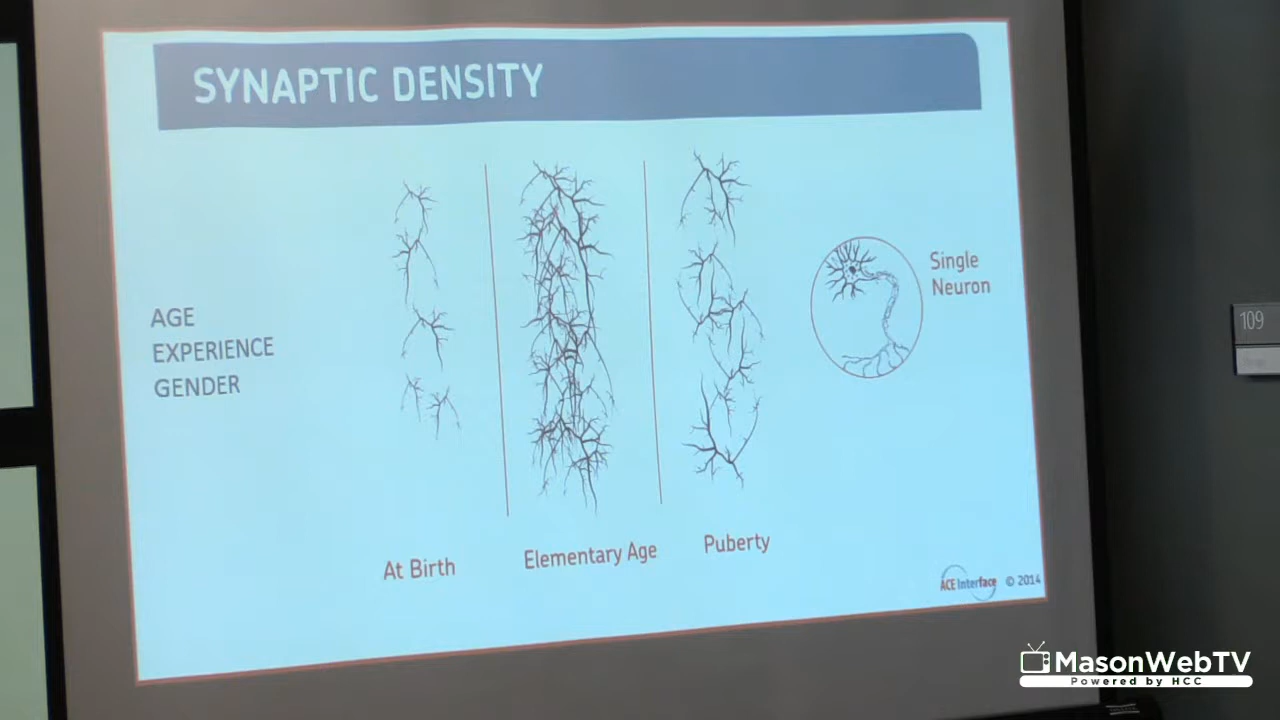 SYNAPTIC DENSITY
AGE
EXPERIENCE
GENDER
Single
Neuron
At Birth
Elementary Age
Puberty
ACE Interface © 2014
109
MasonWebTV
Powered by HCC